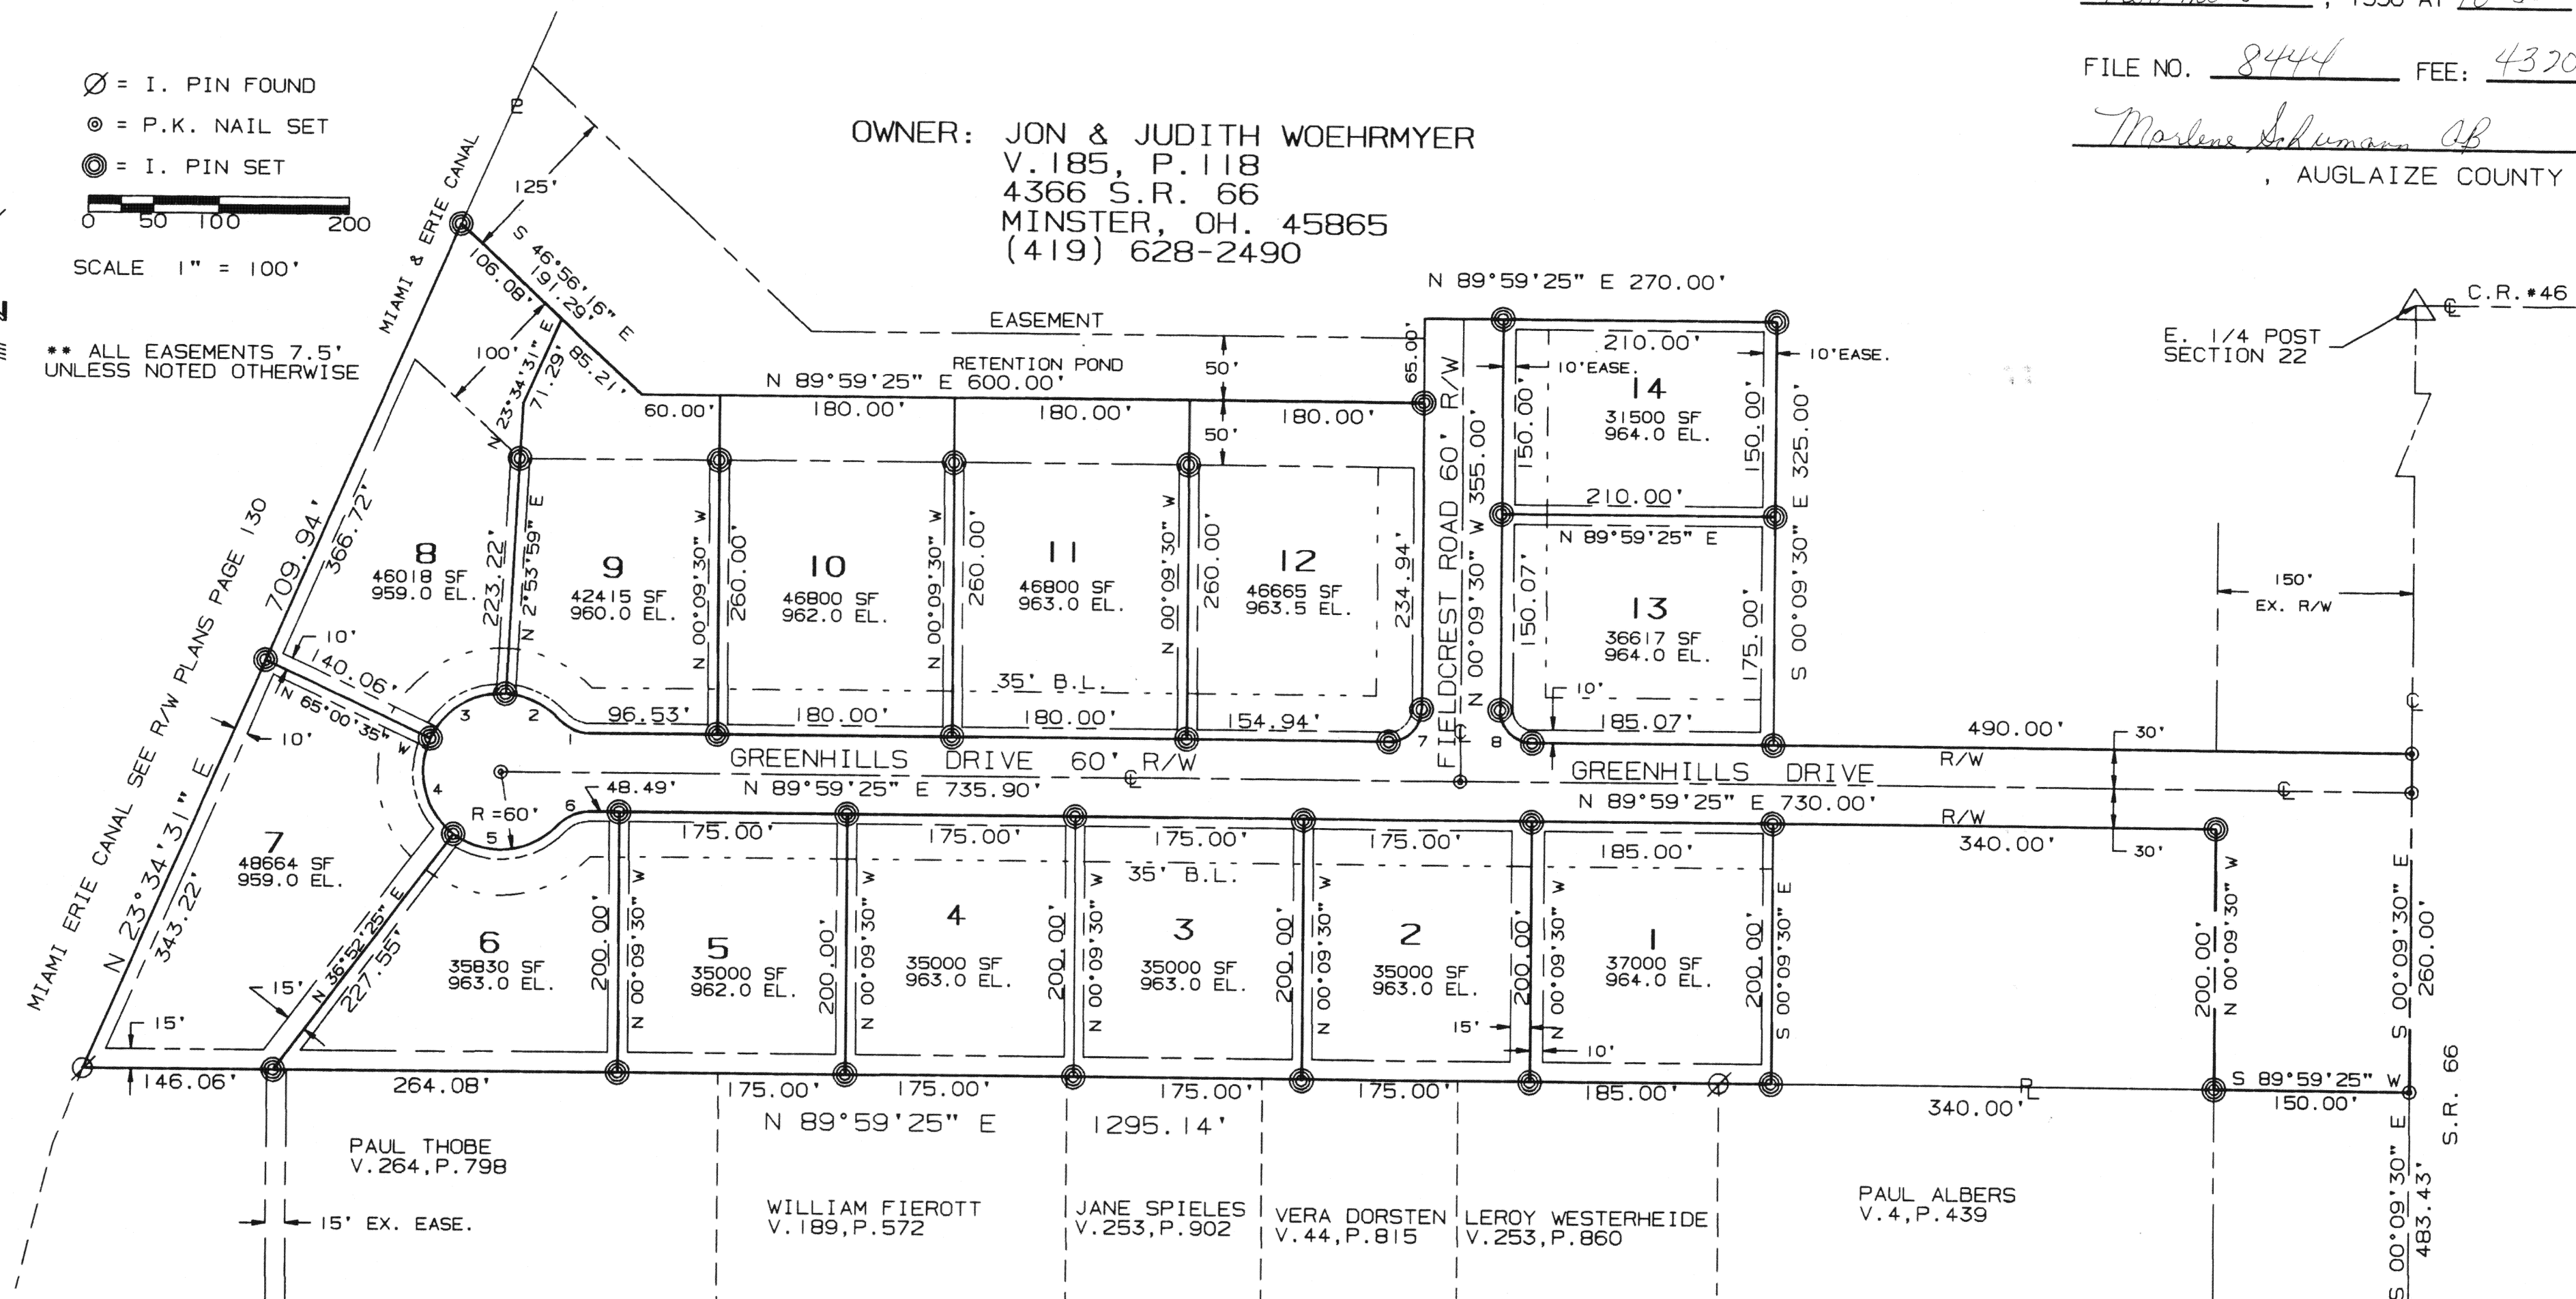 , 1996 AT
FILE NO. 8444 FEE: 4320
Marlene Schumann
, AUGLAIZE COUNTY
Ø = I. PIN FOUND
◎ = P.K. NAIL SET
◎ = I. PIN SET
0 50 100 200
SCALE 1" = 100'
** ALL EASEMENTS 7.5'
UNLESS NOTED OTHERWISE
OWNER: JON & JUDITH WOEHRMYER
V.185, P.118
4366 S.R. 66
MINSTER, OH. 45865
(419) 628-2490
MIAMI & ERIE CANAL
125'
S 46°56'16" E
191.29'
106.08'
85.21'
100'
N 23°34'31" E
71.29'
EASEMENT
RETENTION POND
N 89°59'25" E 600.00'
50'
50'
60.00'
180.00'
180.00'
180.00'
N 89°59'25" E 270.00'
65.00'
210.00'
10'EASE.
10'EASE.
14
31500 SF
964.0 EL.
150.00'
150.00'
210.00'
N 89°59'25" E
S 00°09'30" E 325.00'
FIELDCREST ROAD 60' R/W
N 00°09'30" W 355.00'
13
36617 SF
964.0 EL.
150.07'
175.00'
10'
185.07'
E. 1/4 POST
SECTION 22
℄ C.R.#46
150'
EX. R/W
MIAMI ERIE CANAL SEE R/W PLANS PAGE 130
709.94'
366.72'
N 23°34'31" E
343.22'
8
46018 SF
959.0 EL.
223.22'
N 2°53'59" E
9
42415 SF
960.0 EL.
N 00°09'30" W
260.00'
10
46800 SF
962.0 EL.
N 00°09'30" W
260.00'
11
46800 SF
963.0 EL.
N 00°09'30" W
260.00'
12
46665 SF
963.5 EL.
234.94'
35' B.L.
10'
140.06'
N 65°00'35" W
10'
3
2
1
96.53'
180.00'
180.00'
154.94'
7
8
4
5
6
R =60'
48.49'
GREENHILLS DRIVE 60' R/W
℄
N 89°59'25" E 735.90'
℄
GREENHILLS DRIVE
N 89°59'25" E 730.00'
490.00'
R/W
30'
30'
℄
℄
R/W
340.00'
175.00'
175.00'
175.00'
175.00'
185.00'
35' B.L.
7
48664 SF
959.0 EL.
15'
15'
N 36°52'25" E
227.55'
6
35830 SF
963.0 EL.
200.00'
N 00°09'30" W
5
35000 SF
962.0 EL.
200.00'
N 00°09'30" W
4
35000 SF
963.0 EL.
200.00'
N 00°09'30" W
3
35000 SF
963.0 EL.
200.00'
N 00°09'30" W
2
35000 SF
963.0 EL.
200.00'
N 00°09'30" W
15'
10'
1
37000 SF
964.0 EL.
200.00'
S 00°09'30" E
200.00'
N 00°09'30" W
S 00°09'30" E
260.00'
146.06'
264.08'
175.00'
175.00'
175.00'
175.00'
185.00'
N 89°59'25" E 1295.14'
340.00'
S 89°59'25" W
150.00'
S.R. 66
S 00°09'30" E
483.43'
PAUL THOBE
V.264,P.798
15' EX. EASE.
WILLIAM FIEROTT
V.189,P.572
JANE SPIELES
V.253,P.902
VERA DORSTEN
V.44,P.815
LEROY WESTERHEIDE
V.253,P.860
PAUL ALBERS
V.4,P.439